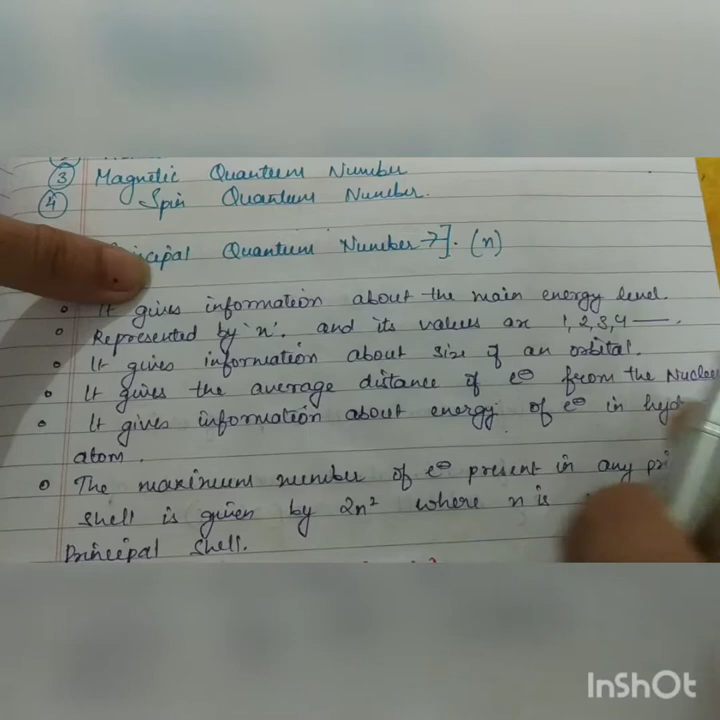 ③ Magnetic Quantum Number
④ Spin Quantum Number.
Principal Quantum Number →]. (n)
∘ It gives information about the main energy level.
∘ Represented by 'n'. and its values are 1, 2, 3, 4 —.
∘ It gives information about size of an orbital.
∘ It gives the average distance of e⊖ from the
∘ It gives information about energy of e⊖ in
atom.
∘ The maximum number of e⊖ present in any
shell is given by 2n² where n is
Principal shell.
InShOt